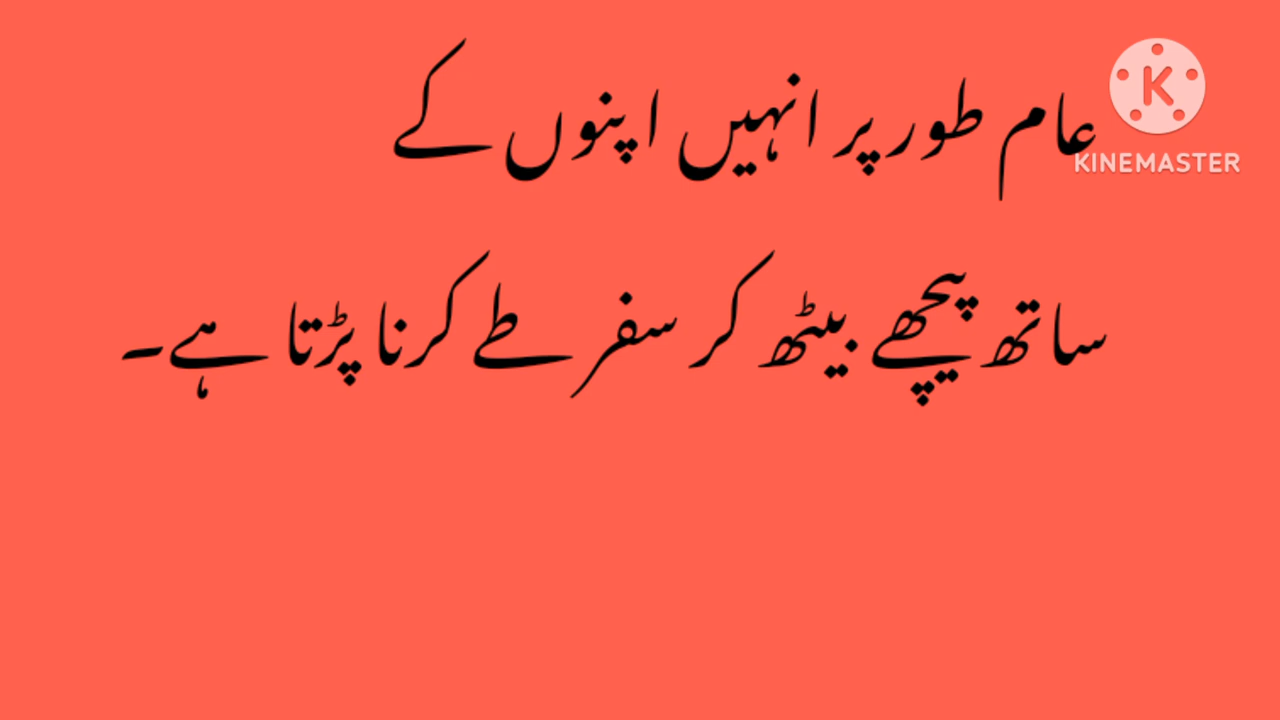 عام طور پر انہیں اپنوں کے
ساتھ پیچھے بیٹھ کر سفر طے کرنا پڑتا ہے۔
KINEMASTER